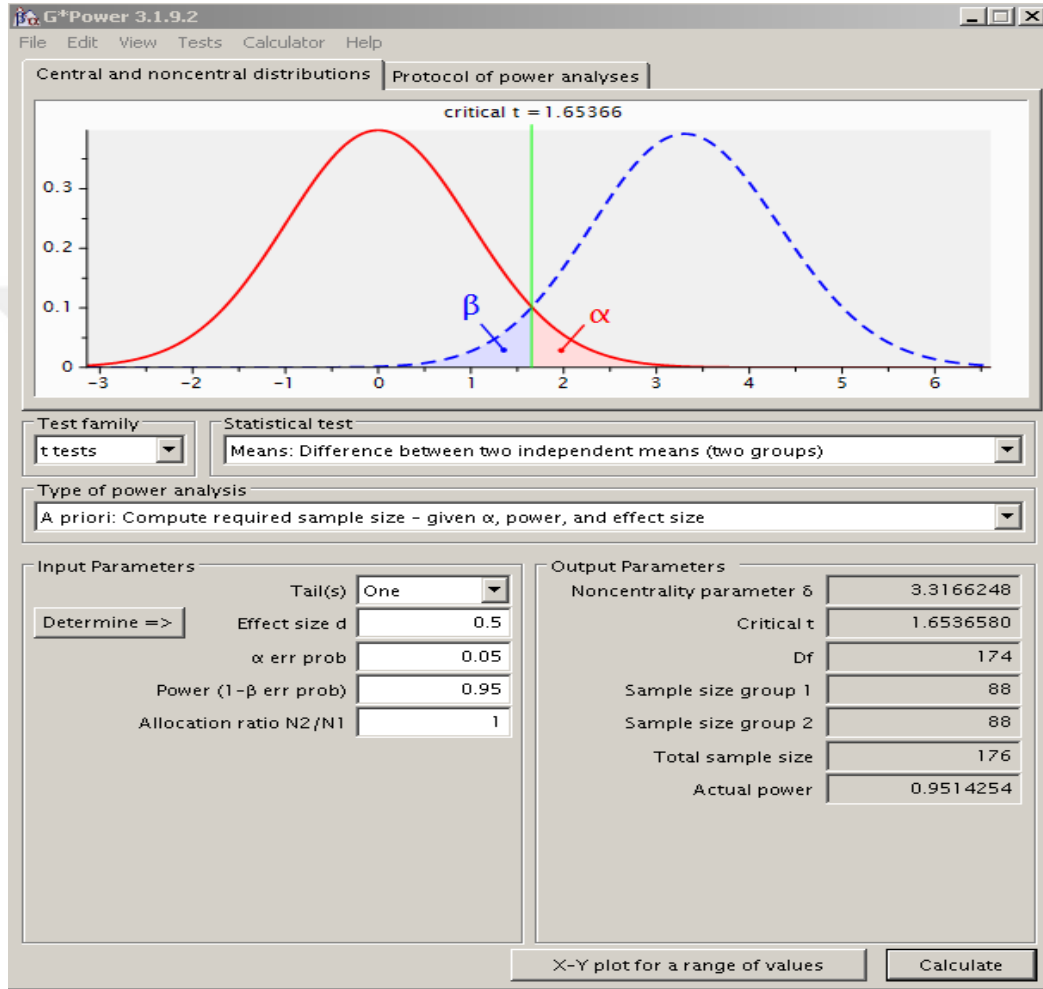 G*Power 3.1.9.2
File Edit View Tests Calculator Help
Central and noncentral distributions
Protocol of power analyses
critical t = 1.65366
0.3
0.2
0.1
0
β
α
-3 -2 -1 0 1 2 3 4 5 6
Test family
Statistical test
t tests
Means: Difference between two independent means (two groups)
Type of power analysis
A priori: Compute required sample size – given α, power, and effect size
Input Parameters
Tail(s) One
Determine => Effect size d 0.5
α err prob 0.05
Power (1-β err prob) 0.95
Allocation ratio N2/N1 1
Output Parameters
Noncentrality parameter δ 3.3166248
Critical t 1.6536580
Df 174
Sample size group 1 88
Sample size group 2 88
Total sample size 176
Actual power 0.9514254
X-Y plot for a range of values
Calculate